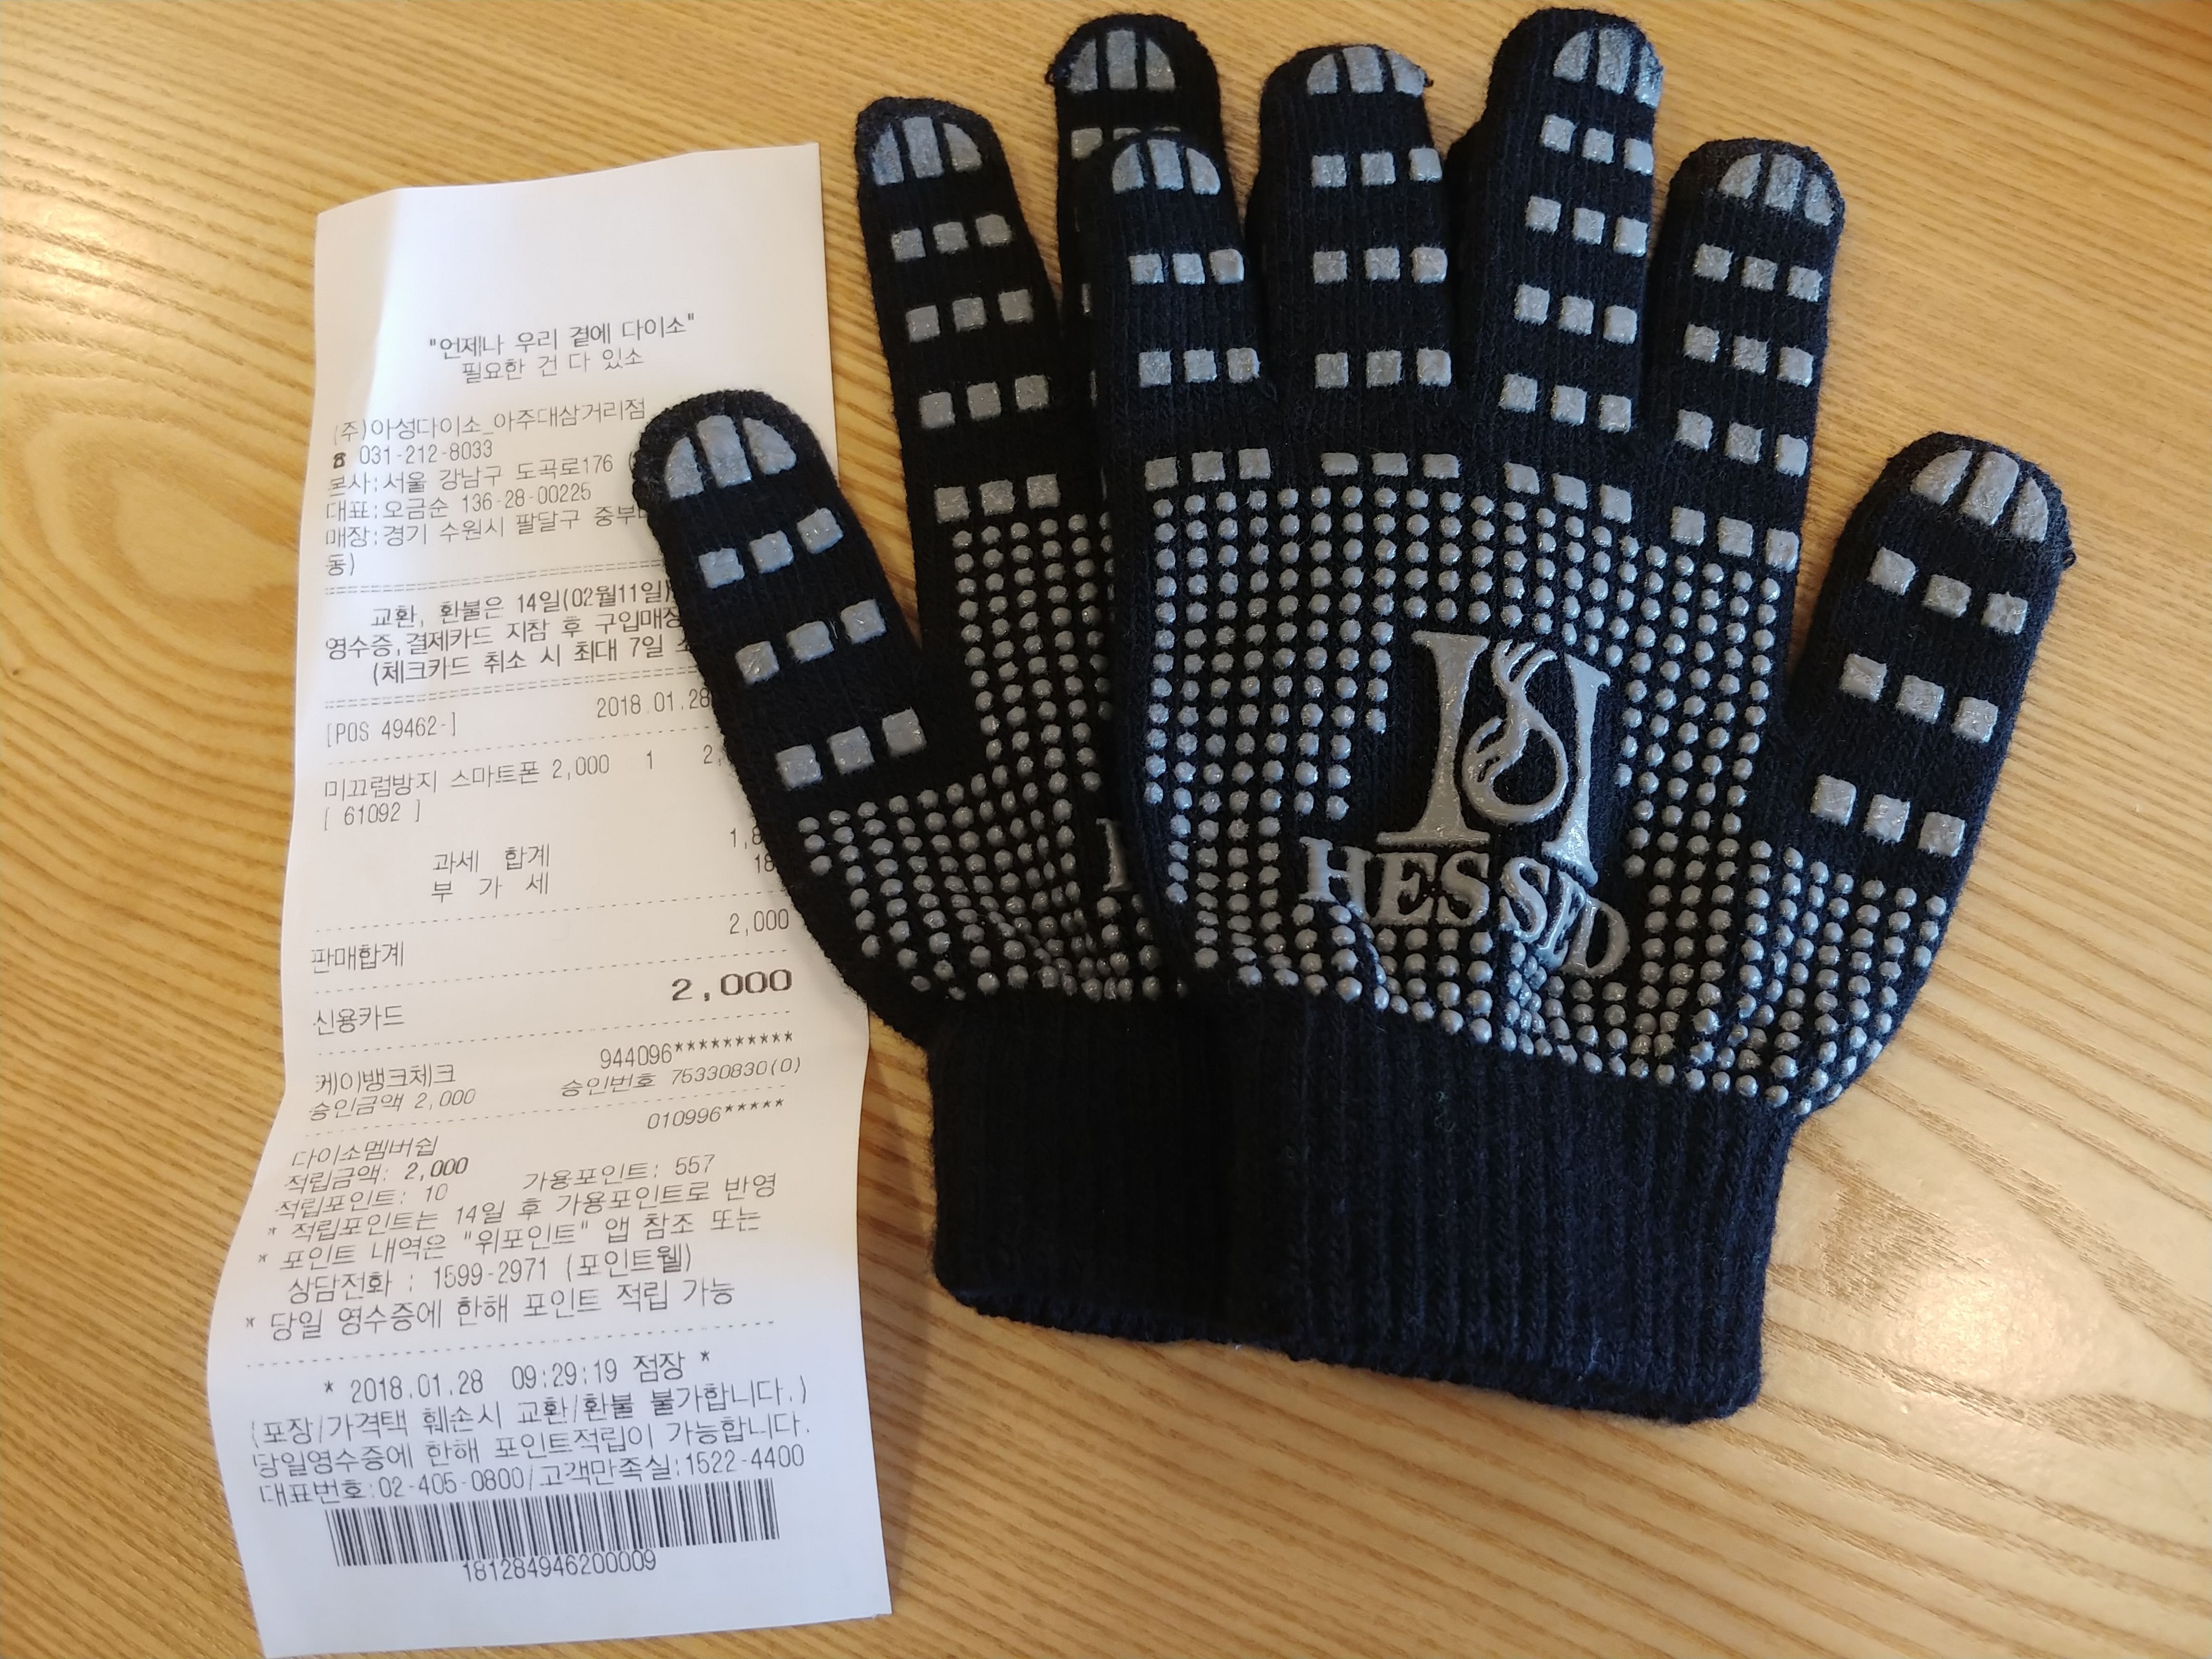 "언제나 우리 곁에 다이소"
필요한 건 다 있소
(주)아성다이소_아주대삼거리점
☎ 031-212-8033
본사:서울 강남구 도곡로176
대표:오금순 136-28-00225
매장:경기 수원시 팔달구
동)
교환, 환불은 14일(02월11일)
영수증,결제카드 지참 후 구입매장
(체크카드 취소 시 최대 7일
[POS 49462-] 2018.01.28
미끄럼방지 스마트폰 2,000 1 2,
[ 61092 ]
과세 합계 1,8
부 가 세 18
판매합계 2,000
신용카드 2,000
케이뱅크체크 944096**********
승인금액 2,000 승인번호 75330830(0)
다이소멤버쉽 010996*****
적립금액: 2,000
적립포인트: 10 가용포인트: 557
* 적립포인트는 14일 후 가용포인트로 반영
* 포인트 내역은 "위포인트" 앱 참조 또는
상담전화 : 1599-2971 (포인트웰)
* 당일 영수증에 한해 포인트 적립 가능
* 2018.01.28 09:29:19 점장 *
(포장/가격택 훼손시 교환/환불 불가합니다.)
당일영수증에 한해 포인트적립이 가능합니다.
대표번호:02-405-0800/고객만족실:1522-4400
181284946200009
HESSED